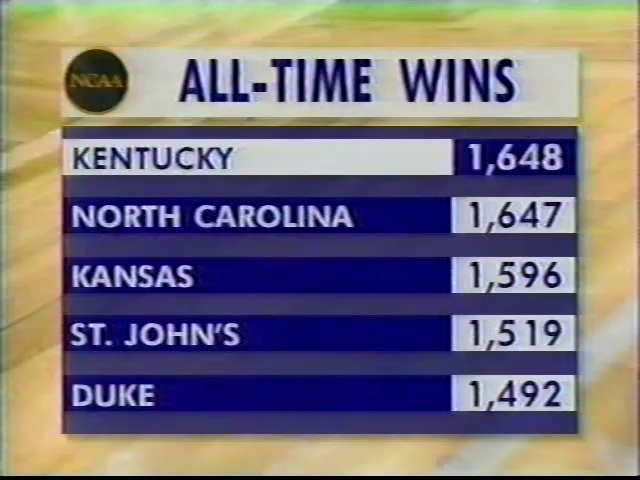 NCAA ALL-TIME WINS
KENTUCKY 1,648
NORTH CAROLINA 1,647
KANSAS 1,596
ST. JOHN'S 1,519
DUKE 1,492